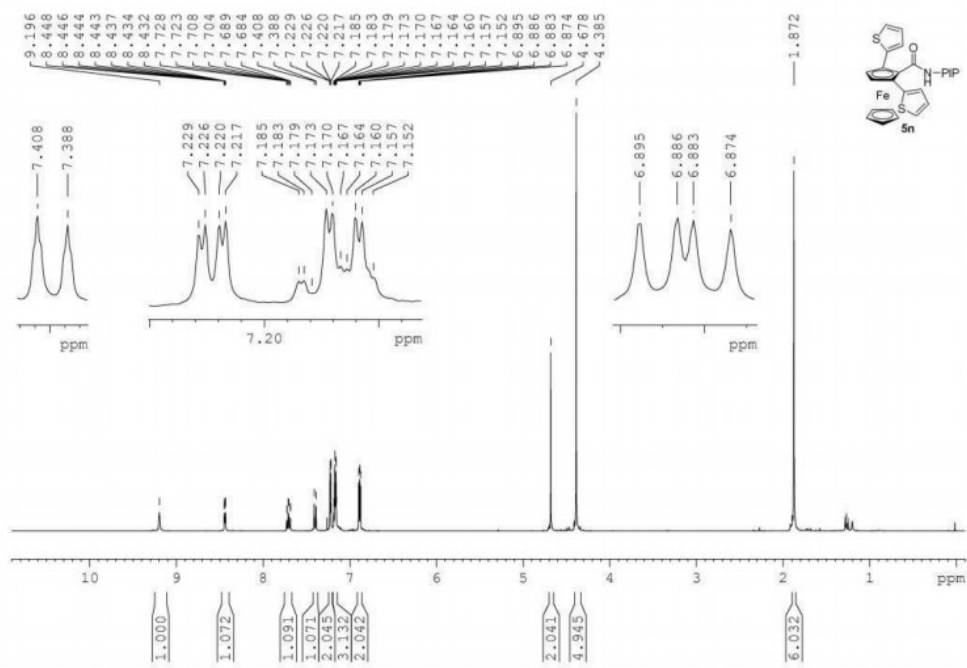 9.196 8.448 8.446 8.444 8.443 8.437 8.434 8.432 7.728 7.723 7.708 7.704 7.689 7.684 7.408 7.388 7.229 7.226 7.220 7.217 7.185 7.183 7.179 7.173 7.170 7.167 7.164 7.160 7.157 7.152 6.895 6.886 6.883 6.874 4.678 4.385 1.872
S
O
N
H
PIP
Fe
S
5n
7.408 7.388
7.229 7.226 7.220 7.217 7.185 7.183 7.179 7.173 7.170 7.167 7.164 7.160 7.157 7.152
6.895 6.886 6.883 6.874
ppm 7.20 ppm ppm
10 9 8 7 6 5 4 3 2 1 ppm
1.000 1.072 1.091 1.071 2.045 3.132 2.042 2.041 4.945 6.032